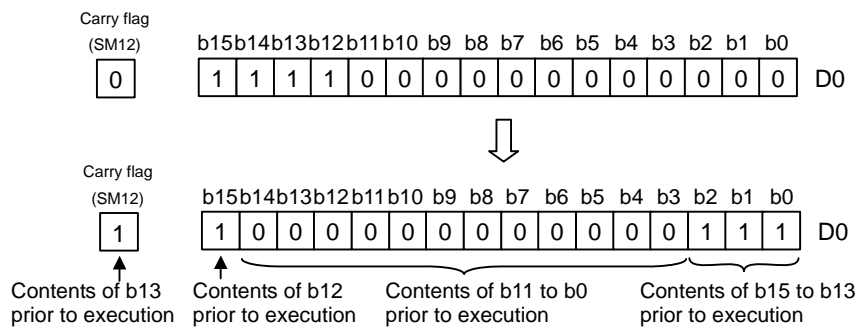 Carry flag
(SM12)
b15 b14 b13 b12 b11 b10 b9 b8 b7 b6 b5 b4 b3 b2 b1 b0
0 1 1 1 1 0 0 0 0 0 0 0 0 0 0 0 0 D0
Carry flag
(SM12)
b15 b14 b13 b12 b11 b10 b9 b8 b7 b6 b5 b4 b3 b2 b1 b0
1 1 0 0 0 0 0 0 0 0 0 0 0 0 1 1 1 D0
Contents of b13 Contents of b12 Contents of b11 to b0 Contents of b15 to b13
prior to execution prior to execution prior to execution prior to execution